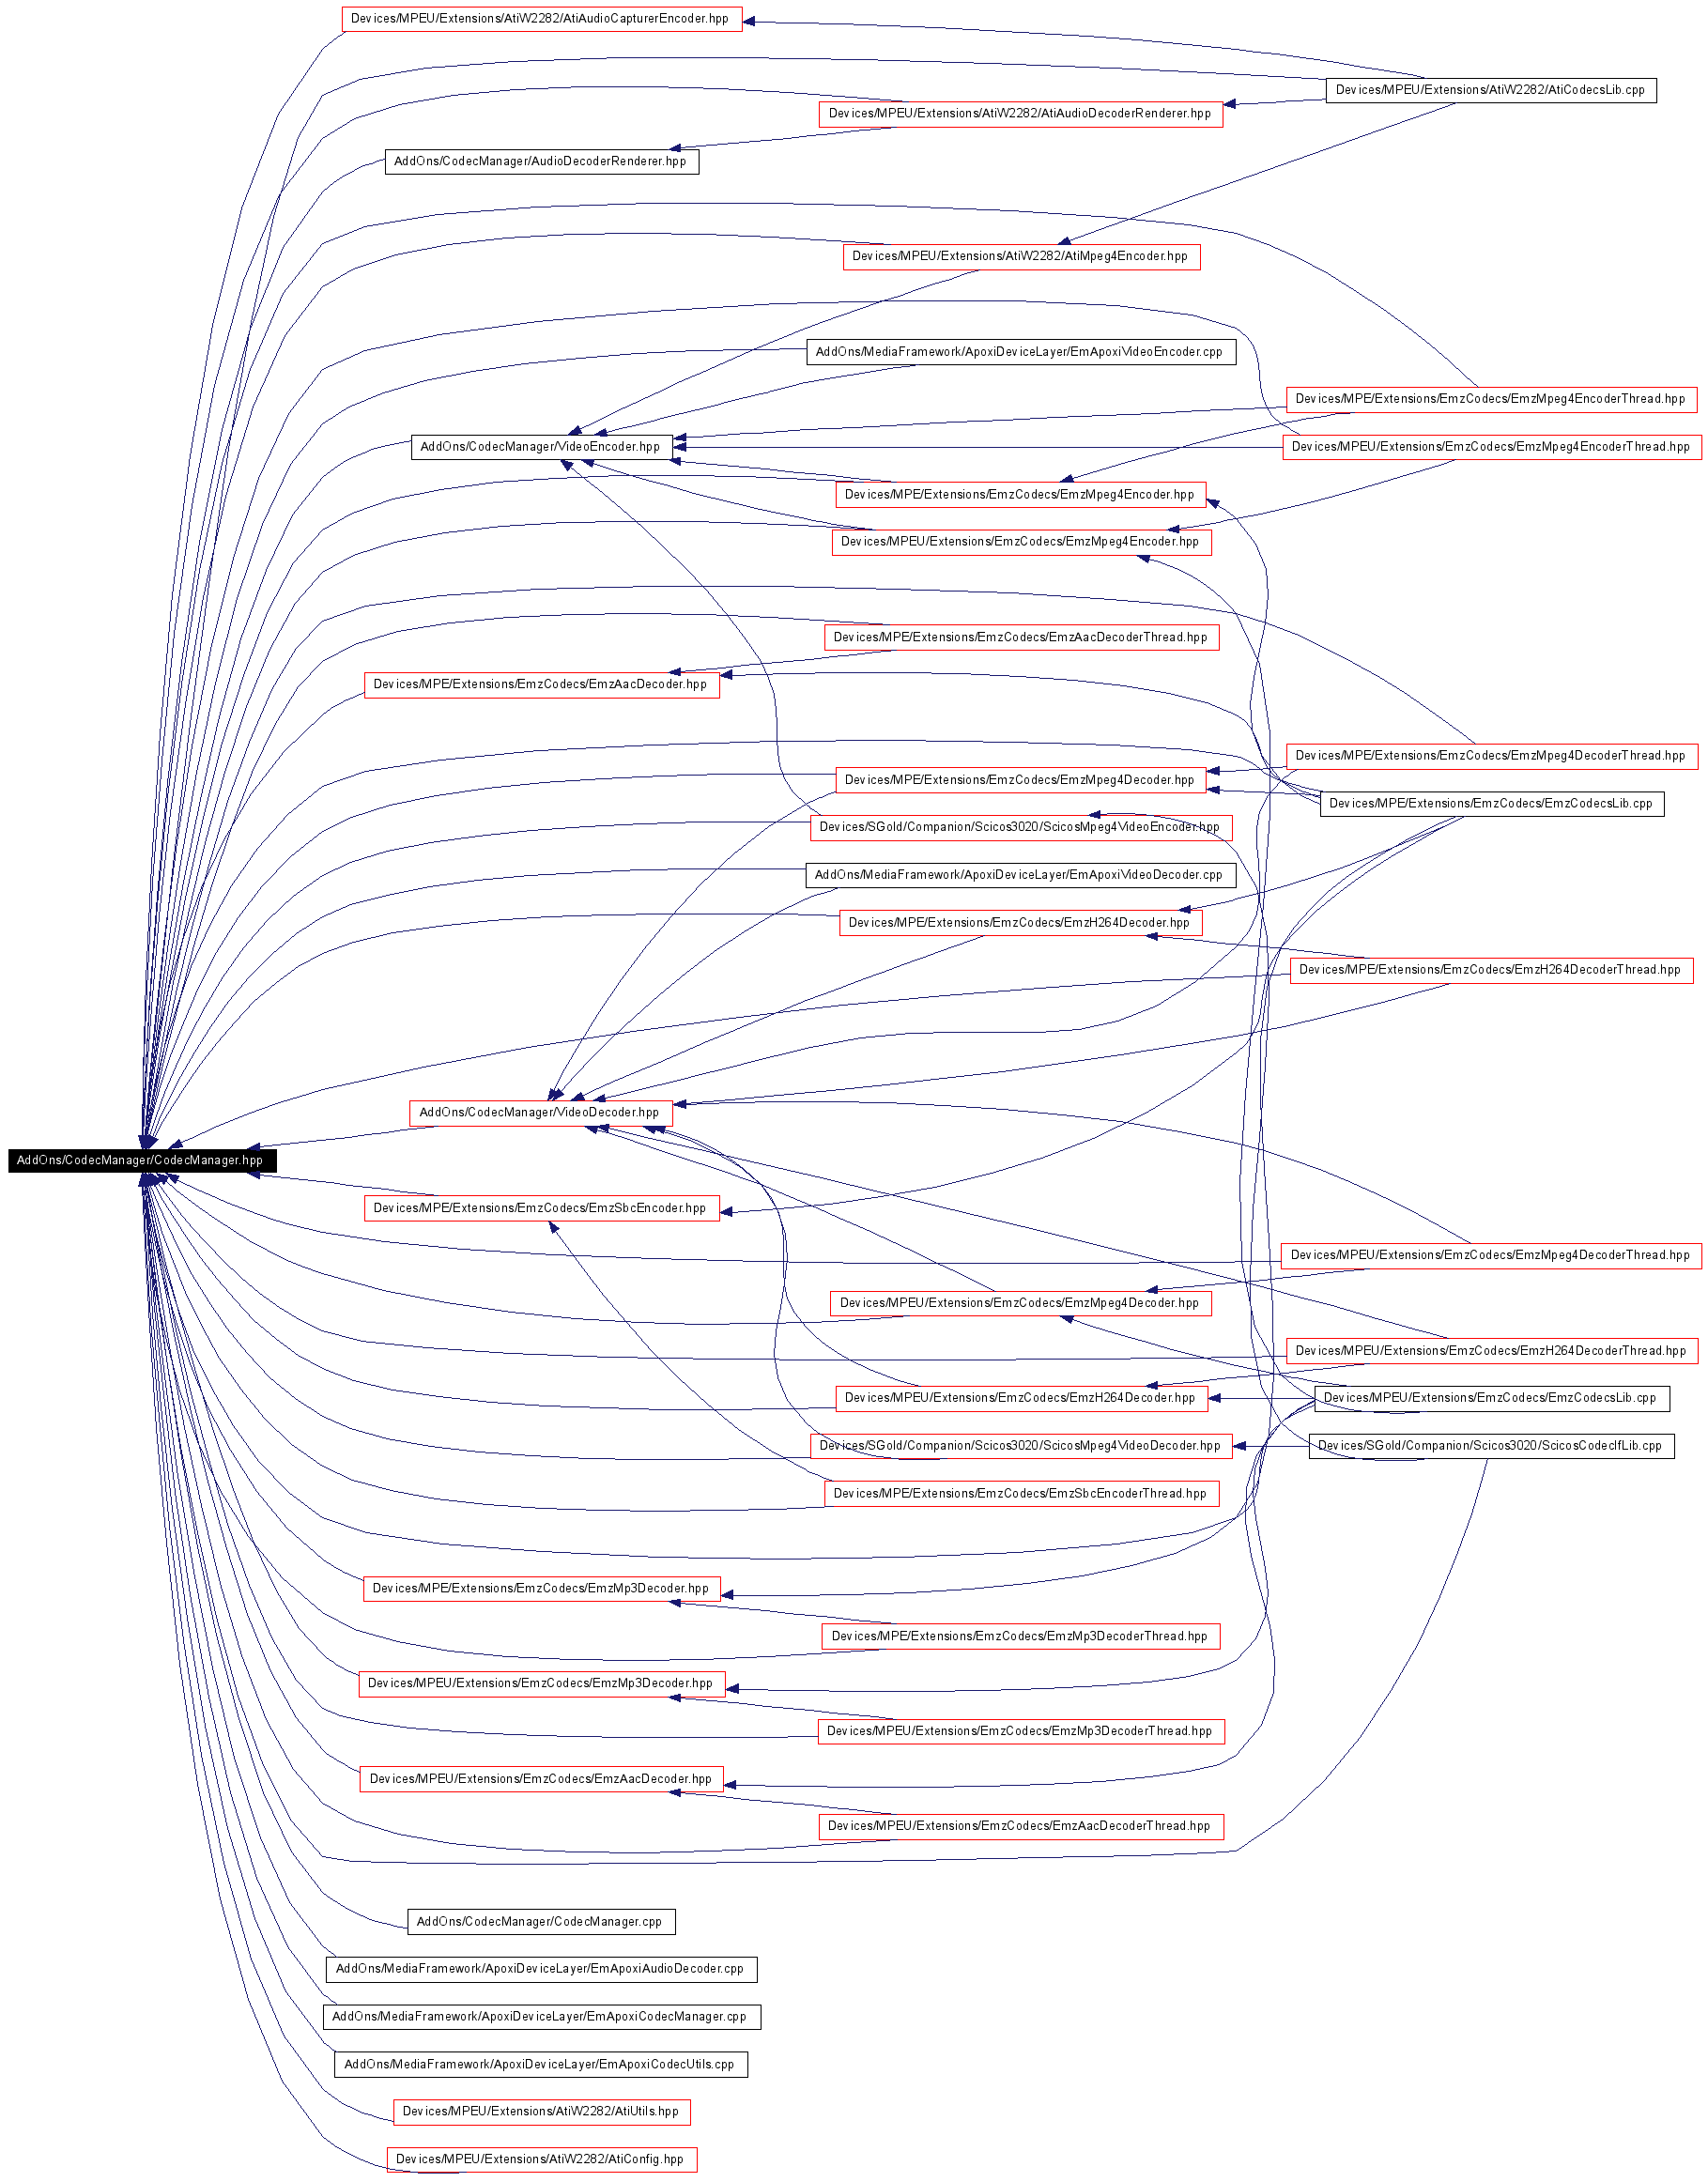 Devices/MPEU/Extensions/AtiW2282/AtiAudioCapturerEncoder.hpp
Devices/MPEU/Extensions/AtiW2282/AtiCodecsLib.cpp
Devices/MPEU/Extensions/AtiW2282/AtiAudioDecoderRenderer.hpp
AddOns/CodecManager/AudioDecoderRenderer.hpp
Devices/MPEU/Extensions/AtiW2282/AtiMpeg4Encoder.hpp
AddOns/MediaFramework/ApoxiDeviceLayer/EmApoxiVideoEncoder.cpp
Devices/MPE/Extensions/EmzCodecs/EmzMpeg4EncoderThread.hpp
AddOns/CodecManager/VideoEncoder.hpp
Devices/MPEU/Extensions/EmzCodecs/EmzMpeg4EncoderThread.hpp
Devices/MPE/Extensions/EmzCodecs/EmzMpeg4Encoder.hpp
Devices/MPEU/Extensions/EmzCodecs/EmzMpeg4Encoder.hpp
Devices/MPE/Extensions/EmzCodecs/EmzAacDecoderThread.hpp
Devices/MPE/Extensions/EmzCodecs/EmzAacDecoder.hpp
Devices/MPE/Extensions/EmzCodecs/EmzMpeg4DecoderThread.hpp
Devices/MPE/Extensions/EmzCodecs/EmzMpeg4Decoder.hpp
Devices/MPE/Extensions/EmzCodecs/EmzCodecsLib.cpp
Devices/SGold/Companion/Scicos3020/ScicosMpeg4VideoEncoder.hpp
AddOns/MediaFramework/ApoxiDeviceLayer/EmApoxiVideoDecoder.cpp
Devices/MPE/Extensions/EmzCodecs/EmzH264Decoder.hpp
Devices/MPE/Extensions/EmzCodecs/EmzH264DecoderThread.hpp
AddOns/CodecManager/VideoDecoder.hpp
AddOns/CodecManager/CodecManager.hpp
Devices/MPE/Extensions/EmzCodecs/EmzSbcEncoder.hpp
Devices/MPEU/Extensions/EmzCodecs/EmzMpeg4DecoderThread.hpp
Devices/MPEU/Extensions/EmzCodecs/EmzMpeg4Decoder.hpp
Devices/MPEU/Extensions/EmzCodecs/EmzH264DecoderThread.hpp
Devices/MPEU/Extensions/EmzCodecs/EmzH264Decoder.hpp
Devices/MPEU/Extensions/EmzCodecs/EmzCodecsLib.cpp
Devices/SGold/Companion/Scicos3020/ScicosMpeg4VideoDecoder.hpp
Devices/SGold/Companion/Scicos3020/ScicosCodecIfLib.cpp
Devices/MPE/Extensions/EmzCodecs/EmzSbcEncoderThread.hpp
Devices/MPE/Extensions/EmzCodecs/EmzMp3Decoder.hpp
Devices/MPE/Extensions/EmzCodecs/EmzMp3DecoderThread.hpp
Devices/MPEU/Extensions/EmzCodecs/EmzMp3Decoder.hpp
Devices/MPEU/Extensions/EmzCodecs/EmzMp3DecoderThread.hpp
Devices/MPEU/Extensions/EmzCodecs/EmzAacDecoder.hpp
Devices/MPEU/Extensions/EmzCodecs/EmzAacDecoderThread.hpp
AddOns/CodecManager/CodecManager.cpp
AddOns/MediaFramework/ApoxiDeviceLayer/EmApoxiAudioDecoder.cpp
AddOns/MediaFramework/ApoxiDeviceLayer/EmApoxiCodecManager.cpp
AddOns/MediaFramework/ApoxiDeviceLayer/EmApoxiCodecUtils.cpp
Devices/MPEU/Extensions/AtiW2282/AtiUtils.hpp
Devices/MPEU/Extensions/AtiW2282/AtiConfig.hpp